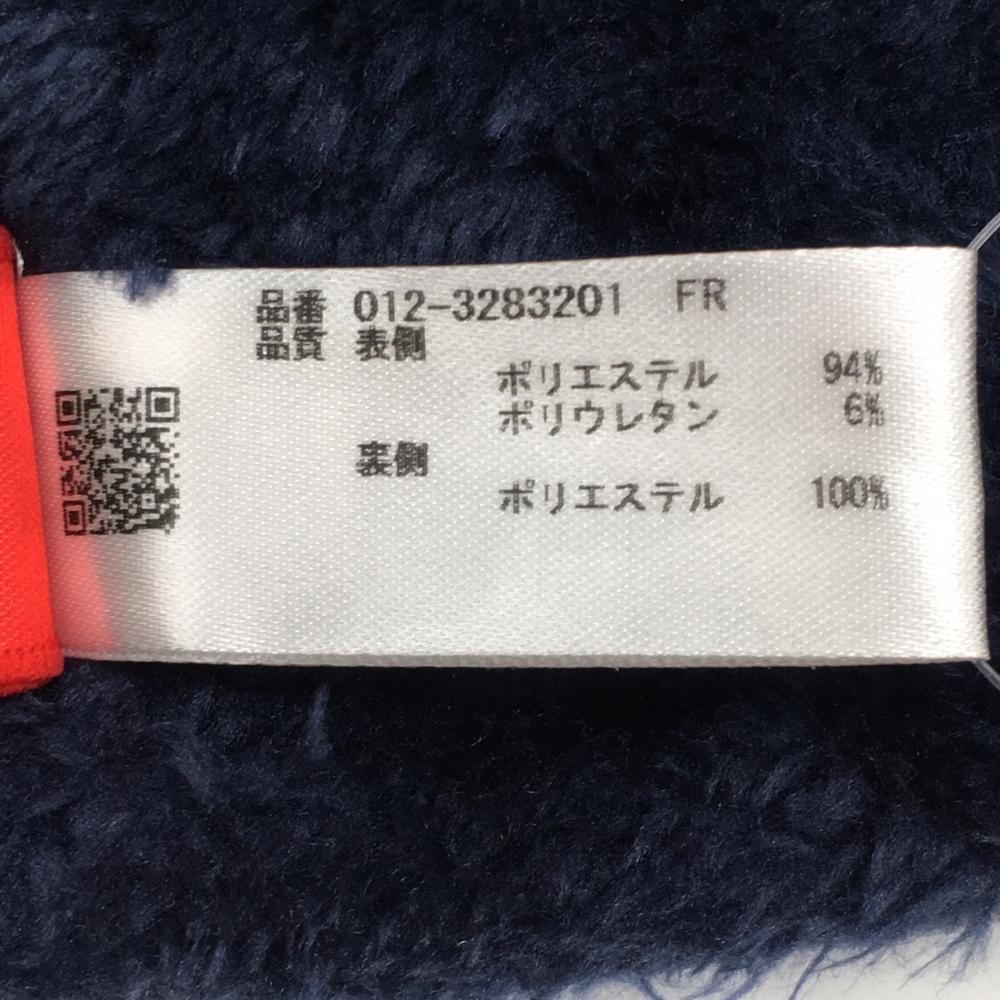 品番 012-3283201 FR
品質 表側
ポリエステル 94%
ポリウレタン 6%
裏側
ポリエステル 100%